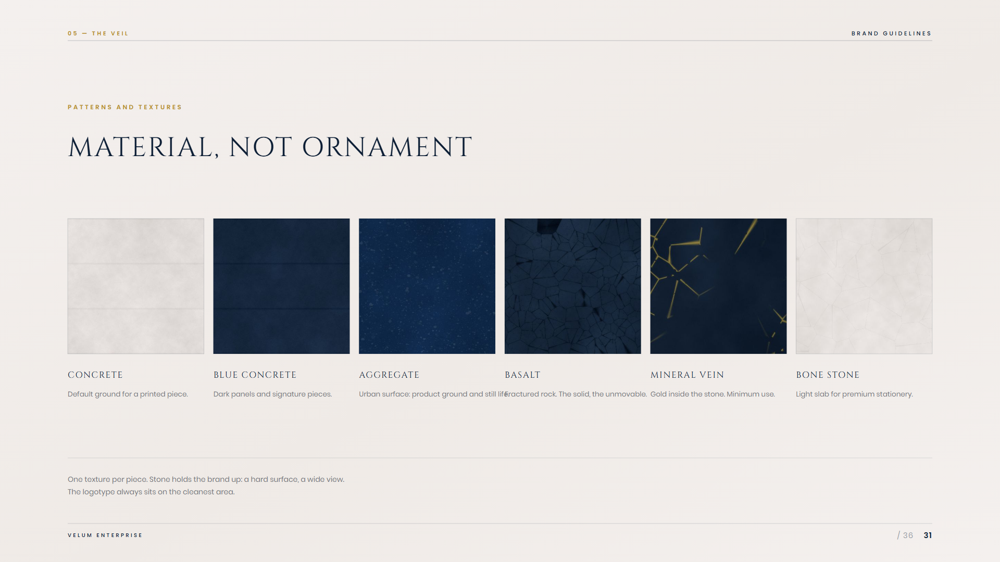 05 — THE VEIL
BRAND GUIDELINES
PATTERNS AND TEXTURES
MATERIAL, NOT ORNAMENT
CONCRETE
Default ground for a printed piece.
BLUE CONCRETE
Dark panels and signature pieces.
AGGREGATE
Urban surface: product ground and still life.
BASALT
Fractured rock. The solid, the unmovable.
MINERAL VEIN
Gold inside the stone. Minimum use.
BONE STONE
Light slab for premium stationery.
One texture per piece. Stone holds the brand up: a hard surface, a wide view.
The logotype always sits on the cleanest area.
VELUM ENTERPRISE
/ 36 31